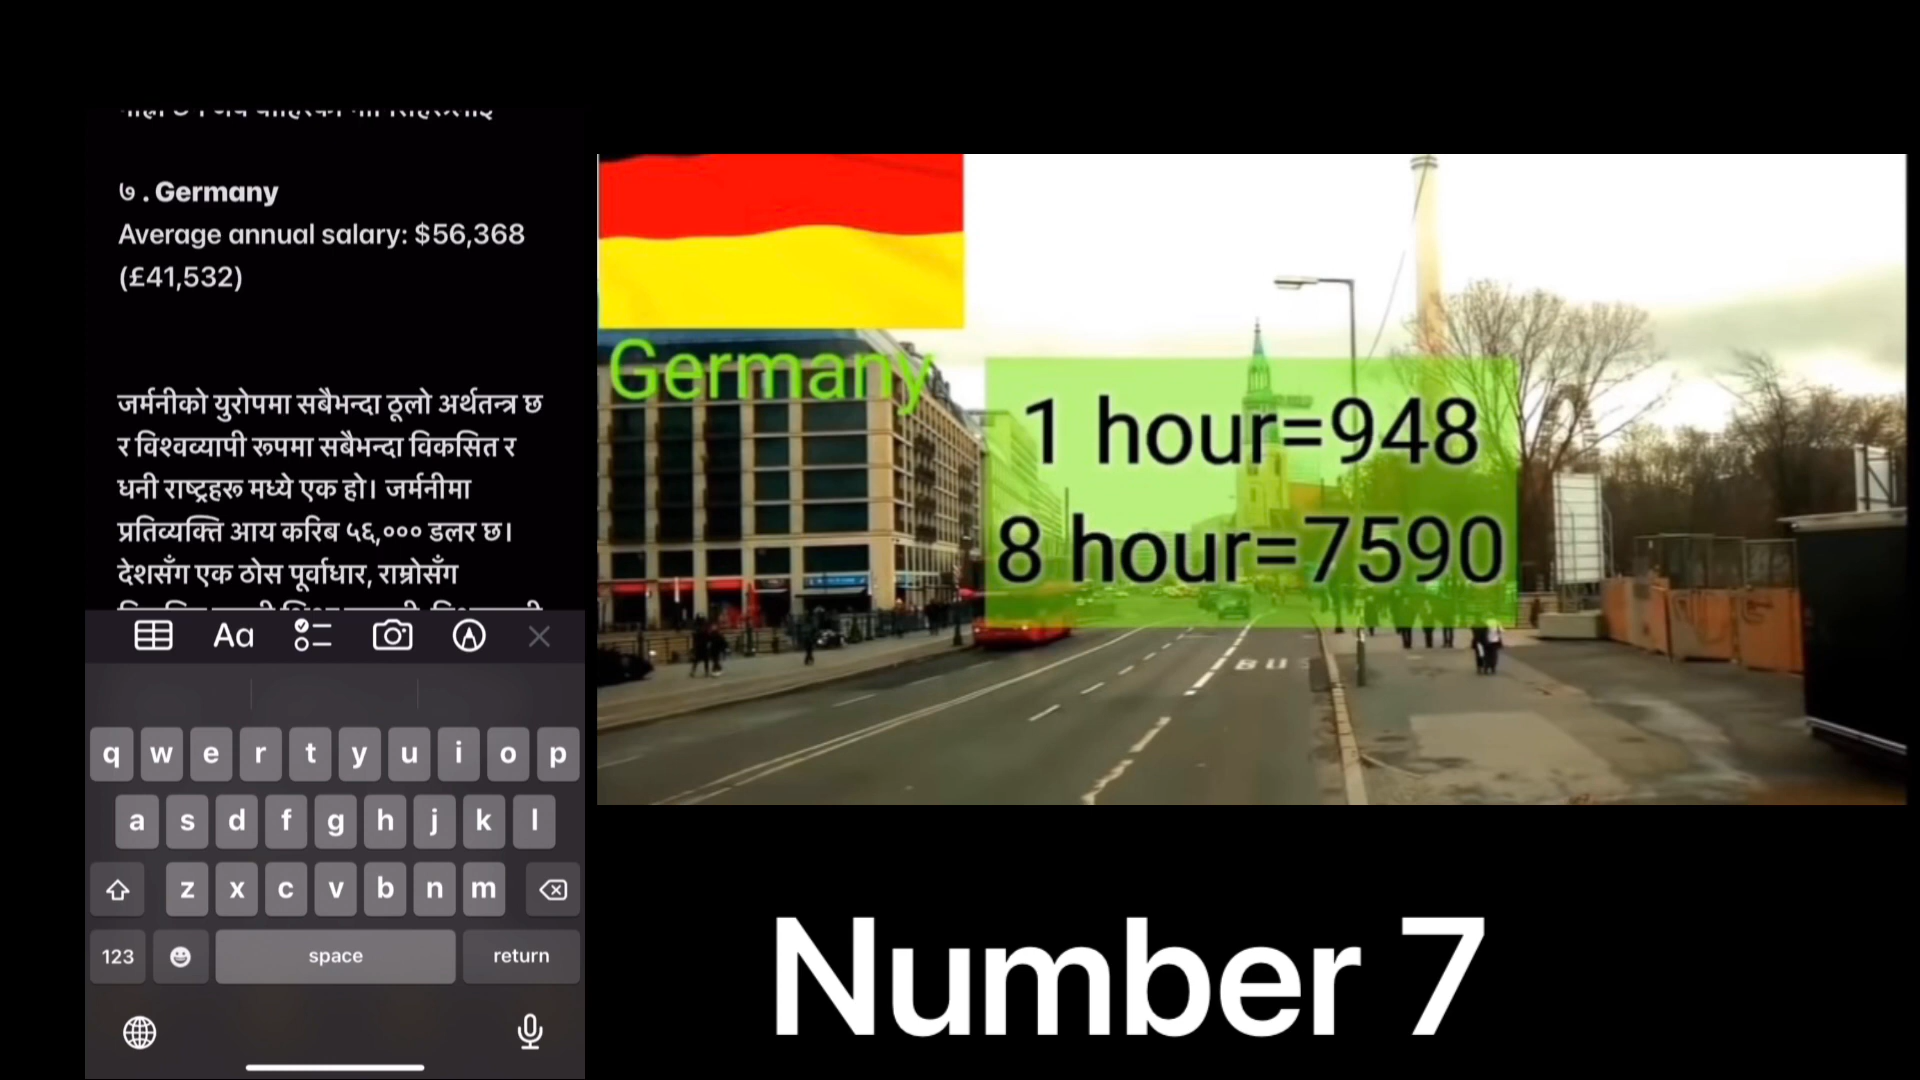 ७ . Germany
Average annual salary: $56,368
(£41,532)
जर्मनीको युरोपमा सबैभन्दा ठूलो अर्थतन्त्र छ
र विश्वव्यापी रूपमा सबैभन्दा विकसित र
धनी राष्ट्रहरू मध्ये एक हो। जर्मनीमा
प्रतिव्यक्ति आय करिब ५६,००० डलर छ।
देशसँग एक ठोस पूर्वाधार, राम्रोसँग
Aa
q w e r t y u i o p
a s d f g h j k l
z x c v b n m
123 space return
Germany
1 hour=948
8 hour=7590
BUS
Number 7